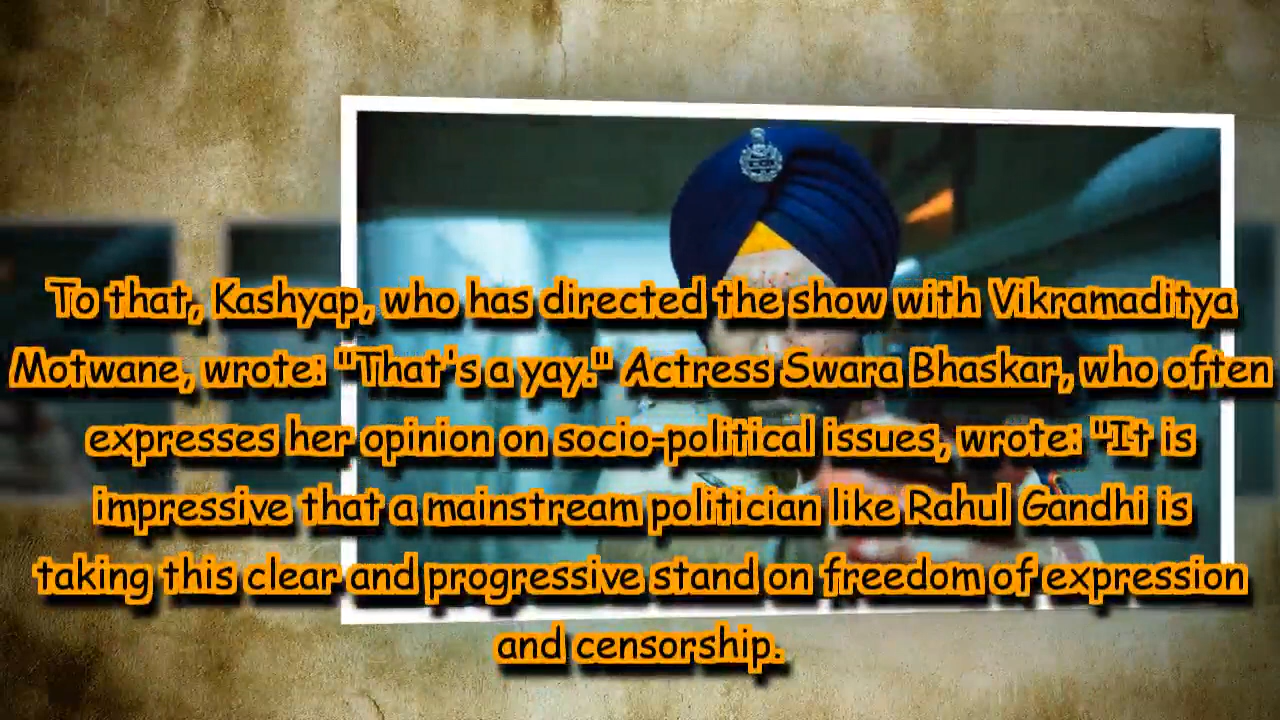 To that, Kashyap, who has directed the show with Vikramaditya
Motwane, wrote: "That's a yay." Actress Swara Bhaskar, who often
expresses her opinion on socio-political issues, wrote: "It is
impressive that a mainstream politician like Rahul Gandhi is
taking this clear and progressive stand on freedom of expression
and censorship.